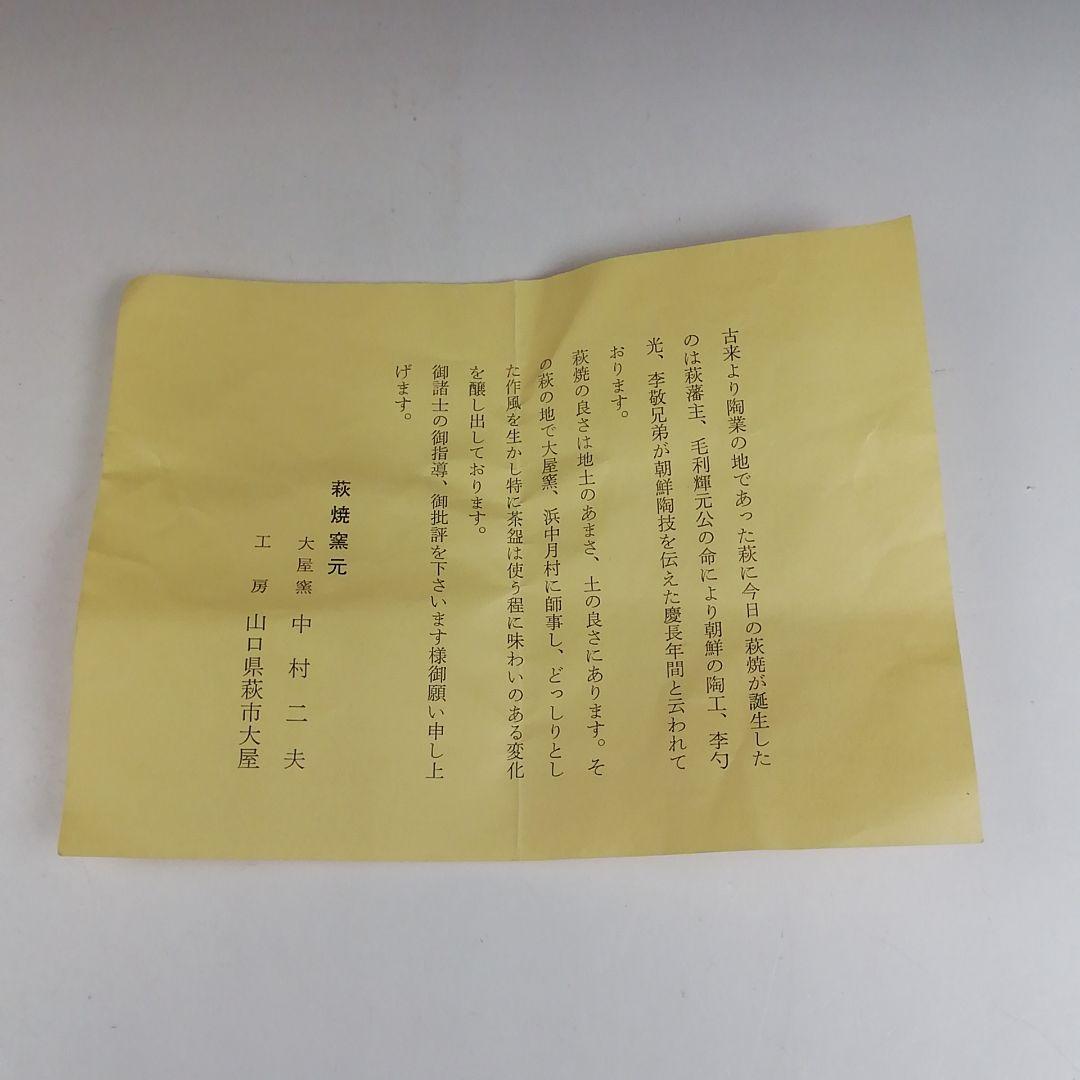 古来より陶業の地であった萩に今日の萩焼が誕生した
のは萩藩主、毛利輝元公の命により朝鮮の陶工、李勺
光、李敬兄弟が朝鮮陶技を伝えた慶長年間と云われて
おります。
萩焼の良さは地土のあまさ、土の良さにあります。そ
の萩の地で大屋窯、浜中月村に師事し、どっしりとし
た作風を生かし特に茶盌は使う程に味わいのある変化
を醸し出しております。
御諸士の御指導、御批評を下さいます様御願い申し上
げます。
萩焼窯元
大屋窯 中村二夫
工房 山口県萩市大屋